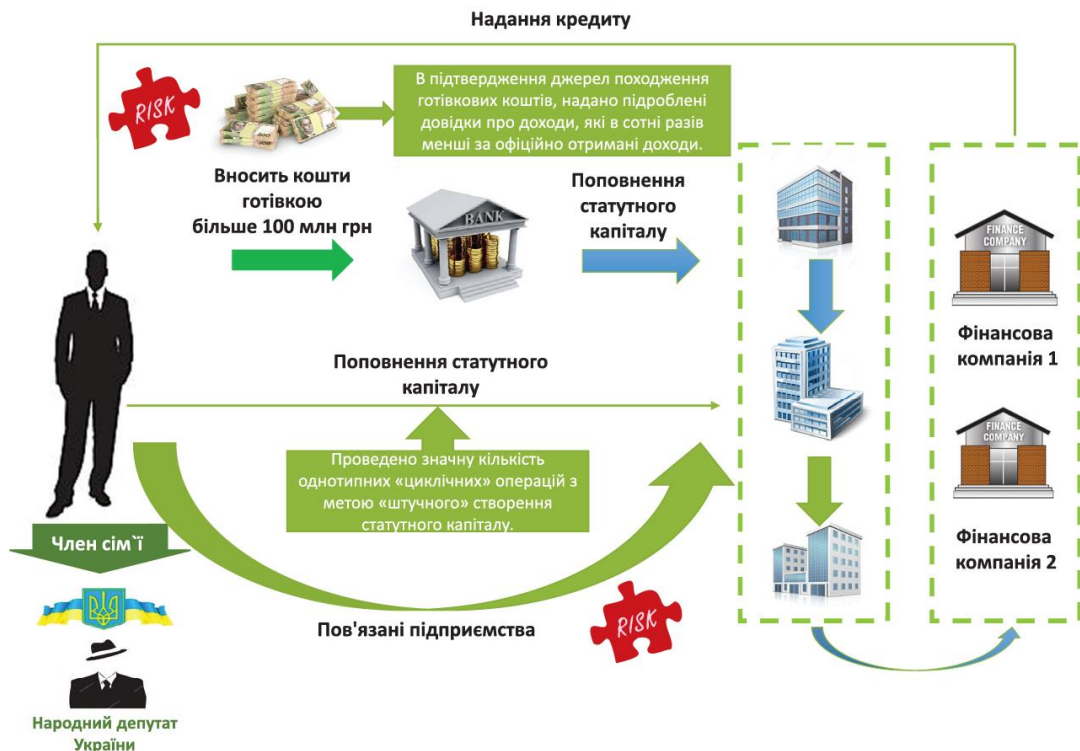 Надання кредиту
RISK
В підтвердження джерел походження
готівкових коштів, надано підроблені
довідки про доходи, які в сотні разів
менші за офіційно отримані доходи.
Вносить кошти
готівкою
більше 100 млн грн
BANK
Поповнення
статутного
капіталу
FINANCE
COMPANY
Фінансова
компанія 1
Поповнення статутного
капіталу
Проведено значну кількість
однотипних «циклічних» операцій з
метою «штучного» створення
статутного капіталу.
FINANCE
COMPANY
Фінансова
компанія 2
Член сім`ї
Пов'язані підприємства
RISK
Народний депутат
України